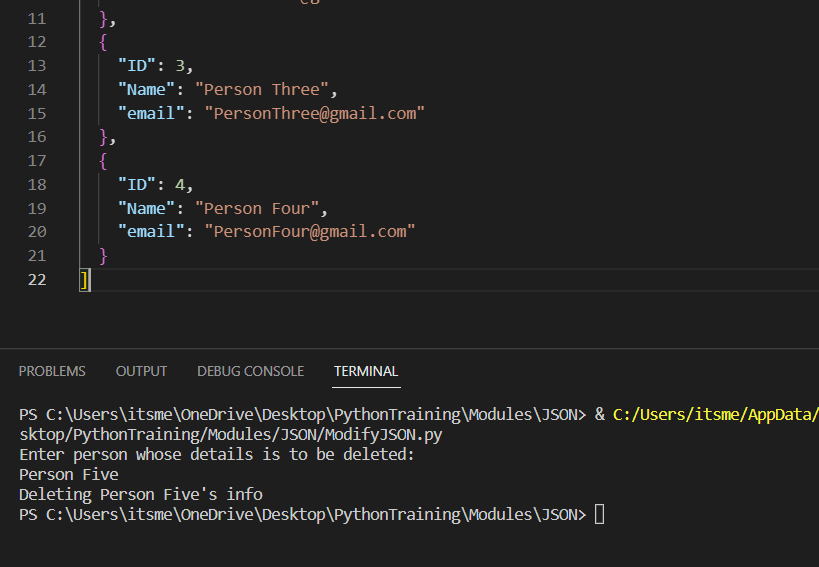 11 },
12 {
13 "ID": 3,
14 "Name": "Person Three",
15 "email": "PersonThree@gmail.com"
16 },
17 {
18 "ID": 4,
19 "Name": "Person Four",
20 "email": "PersonFour@gmail.com"
21 }
22 ]
PROBLEMS OUTPUT DEBUG CONSOLE TERMINAL
PS C:\Users\itsme\OneDrive\Desktop\PythonTraining\Modules\JSON> & C:/Users/itsme/AppData/
sktop/PythonTraining/Modules/JSON/ModifyJSON.py
Enter person whose details is to be deleted:
Person Five
Deleting Person Five's info
PS C:\Users\itsme\OneDrive\Desktop\PythonTraining\Modules\JSON>